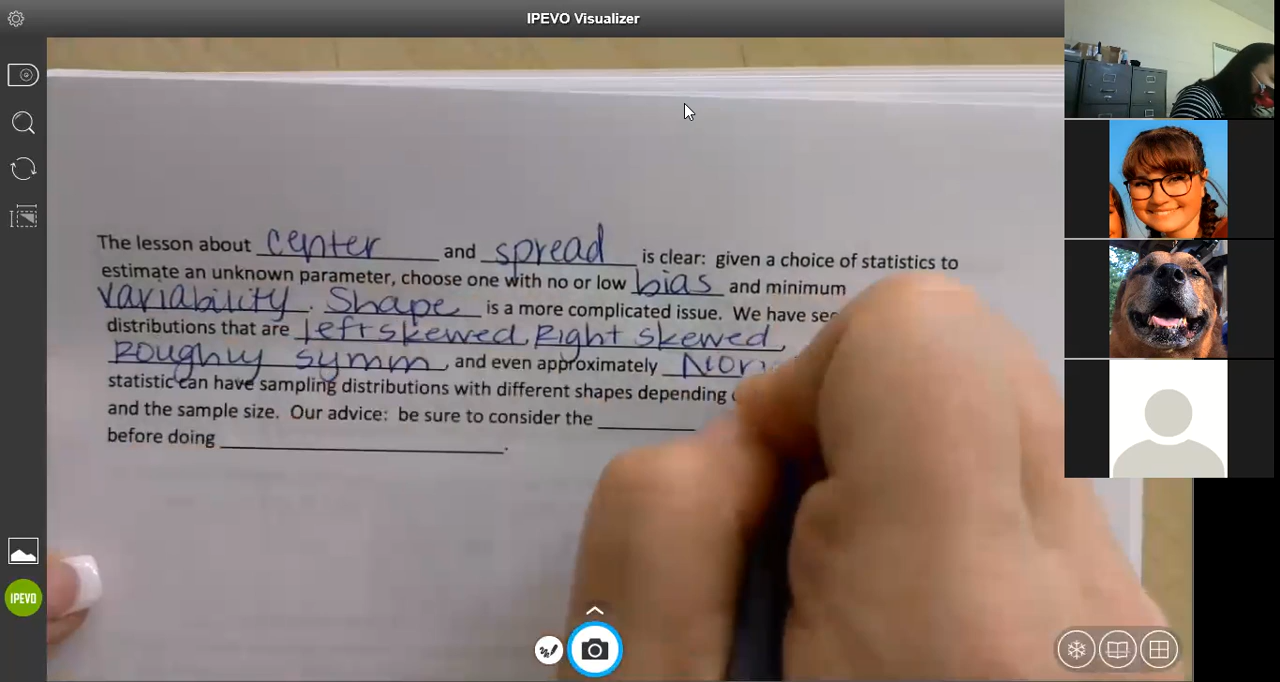 IPEVO Visualizer
The lesson about center and spread is clear: given a choice of statistics to
estimate an unknown parameter, choose one with no or low bias and minimum
variability. Shape is a more complicated issue. We have
distributions that are left skewed, Right skewed,
Roughly symm, and even approximately
statistic can have sampling distributions with different shapes depending
and the sample size. Our advice: be sure to consider the
before doing .
IPEVO